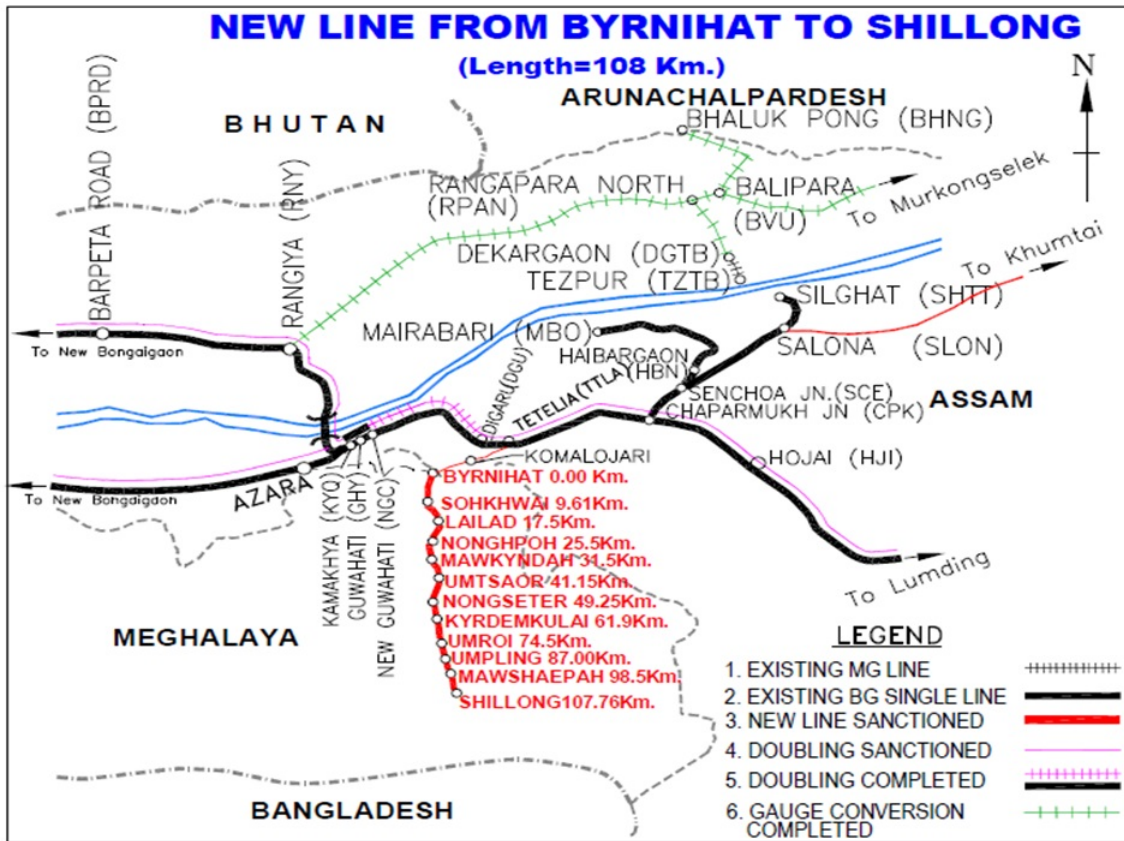 NEW LINE FROM BYRNIHAT TO SHILLONG
(Length=108 Km.)
N
ARUNACHALPARDESH
BHUTAN
BHALUK PONG (BHNG)
BARPETA ROAD (BPRD)
RANGIYA (RNY)
RANGAPARA NORTH
(RPAN)
BALIPARA
(BVU)
To Murkongselek
DEKARGAON (DGTB)
TEZPUR (TZTB)
To Khumtai
SILGHAT (SHTT)
MAIRABARI (MBO)
SALONA (SLON)
HAIBARGAON
(HBN)
To New Bongaigaon
DIGARU(DGU)
TETELIA(TTLA)
SENCHOA JN.(SCE)
CHAPARMUKH JN (CPK)
ASSAM
KOMALOJARI
HOJAI (HJI)
AZARA
To New Bongaigaon
KAMAKHYA (KYQ)
GUWAHATI (GHY)
NEW GUWAHATI (NGC)
BYRNIHAT 0.00 Km.
SOHKHWAI 9.61Km.
LAILAD 17.5Km.
NONGHPOH 25.5Km.
MAWKYNDAH 31.5Km.
UMTSAOR 41.15Km.
NONGSETER 49.25Km.
KYRDEMKULAI 61.9Km.
UMROI 74.5Km.
UMPLING 87.00Km.
MAWSHAEPAH 98.5Km.
SHILLONG107.76Km.
To Lumding
MEGHALAYA
BANGLADESH
LEGEND
1. EXISTING MG LINE
2. EXISTING BG SINGLE LINE
3. NEW LINE SANCTIONED
4. DOUBLING SANCTIONED
5. DOUBLING COMPLETED
6. GAUGE CONVERSION
COMPLETED